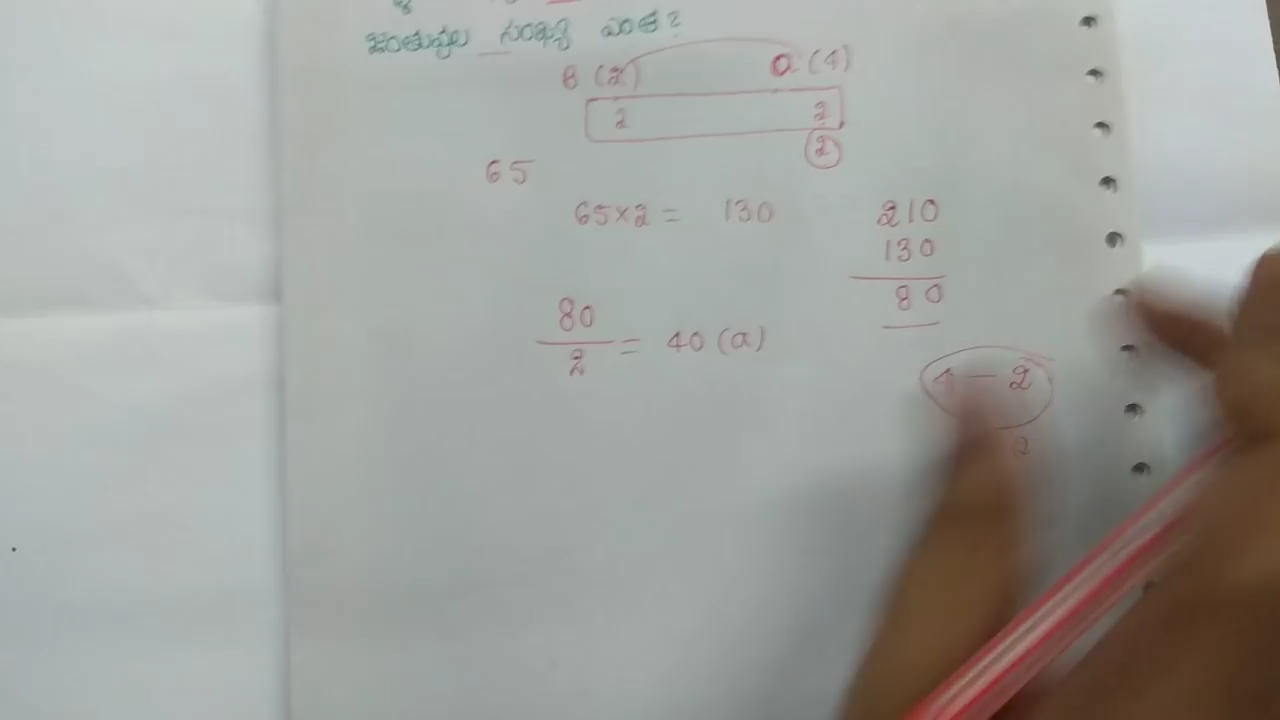 జంతువుల సంఖ్య ఎంత?
B (2) a (4)
2 2
2
65
65×2 = 130
210
130
80
80
2 = 40 (a)
4 — 2
2